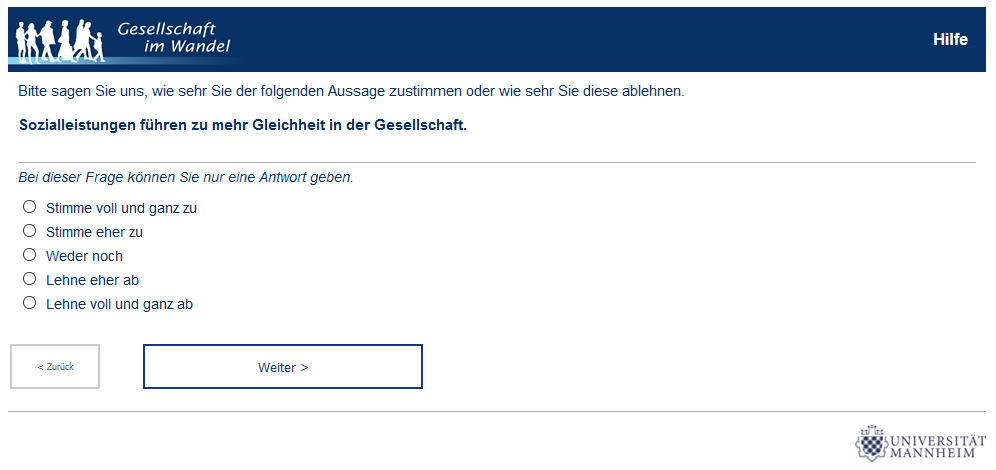 Gesellschaft
im Wandel
Hilfe
Bitte sagen Sie uns, wie sehr Sie der folgenden Aussage zustimmen oder wie sehr Sie diese ablehnen.
Sozialleistungen führen zu mehr Gleichheit in der Gesellschaft.
Bei dieser Frage können Sie nur eine Antwort geben.
Stimme voll und ganz zu
Stimme eher zu
Weder noch
Lehne eher ab
Lehne voll und ganz ab
< Zurück
Weiter >
UNIVERSITÄT
MANNHEIM